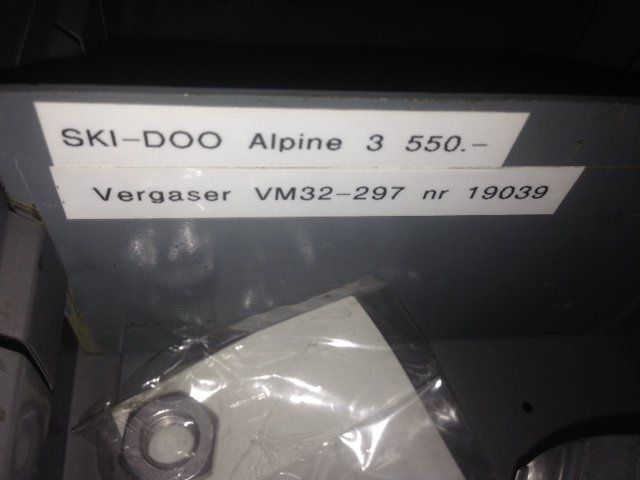 SKI-DOO Alpine 3 550.-
Vergaser VM32-297 nr 19039